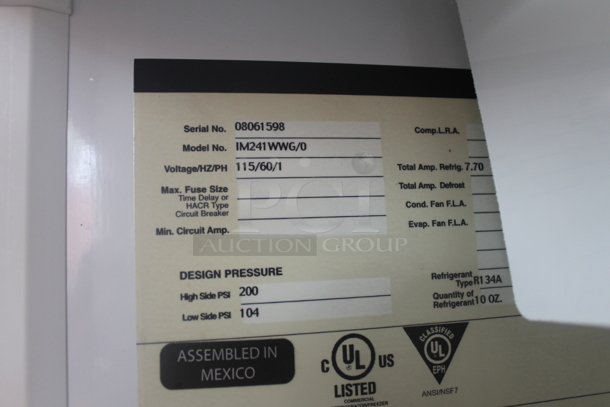 Serial No. 08061598
Model No. IM241WWG/0
Voltage/HZ/PH 115/60/1
Max. Fuse Size
Time Delay or
HACR Type
Circuit Breaker
Min. Circuit Amp.
Comp.L.R.A.
Total Amp. Refrig. 7.70
Total Amp. Defrost
Cond. Fan F.L.A.
Evap. Fan F.L.A.
PCI
AUCTION GROUP
DESIGN PRESSURE
High Side PSI 200
Low Side PSI 104
Refrigerant
Type R134A
Quantity of
Refrigerant 10 OZ.
ASSEMBLED IN
MEXICO
C UL US
LISTED
COMMERCIAL
CLASSIFIED
UL
EPH
ANSI/NSF7